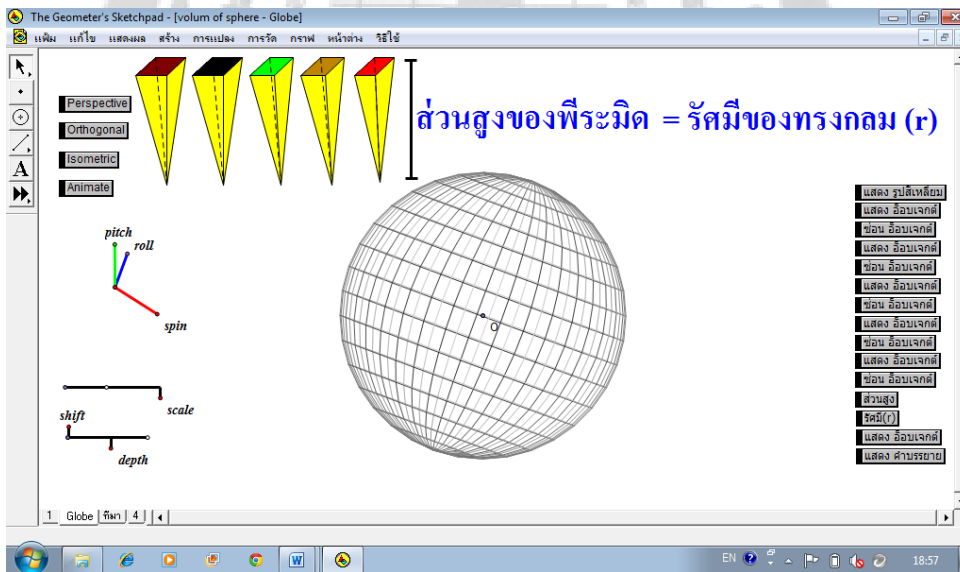 The Geometer's Sketchpad - [volum of sphere - Globe]
แฟ้ม แก้ไข แสดงผล สร้าง การแปลง การวัด กราฟ หน้าต่าง วิธีใช้
Perspective
Orthogonal
Isometric
Animate
ส่วนสูงของพีระมิด = รัศมีของทรงกลม (r)
A
pitch
roll
spin
scale
shift
depth
O
แสดง รูปสี่เหลี่ยม
แสดง อ็อบเจกต์
ซ่อน อ็อบเจกต์
แสดง อ็อบเจกต์
ซ่อน อ็อบเจกต์
แสดง อ็อบเจกต์
ซ่อน อ็อบเจกต์
แสดง อ็อบเจกต์
ซ่อน อ็อบเจกต์
แสดง อ็อบเจกต์
ซ่อน อ็อบเจกต์
ส่วนสูง
รัศมี(r)
แสดง อ็อบเจกต์
แสดง คำบรรยาย
1 Globe ที่มา 4
W
EN 18:57